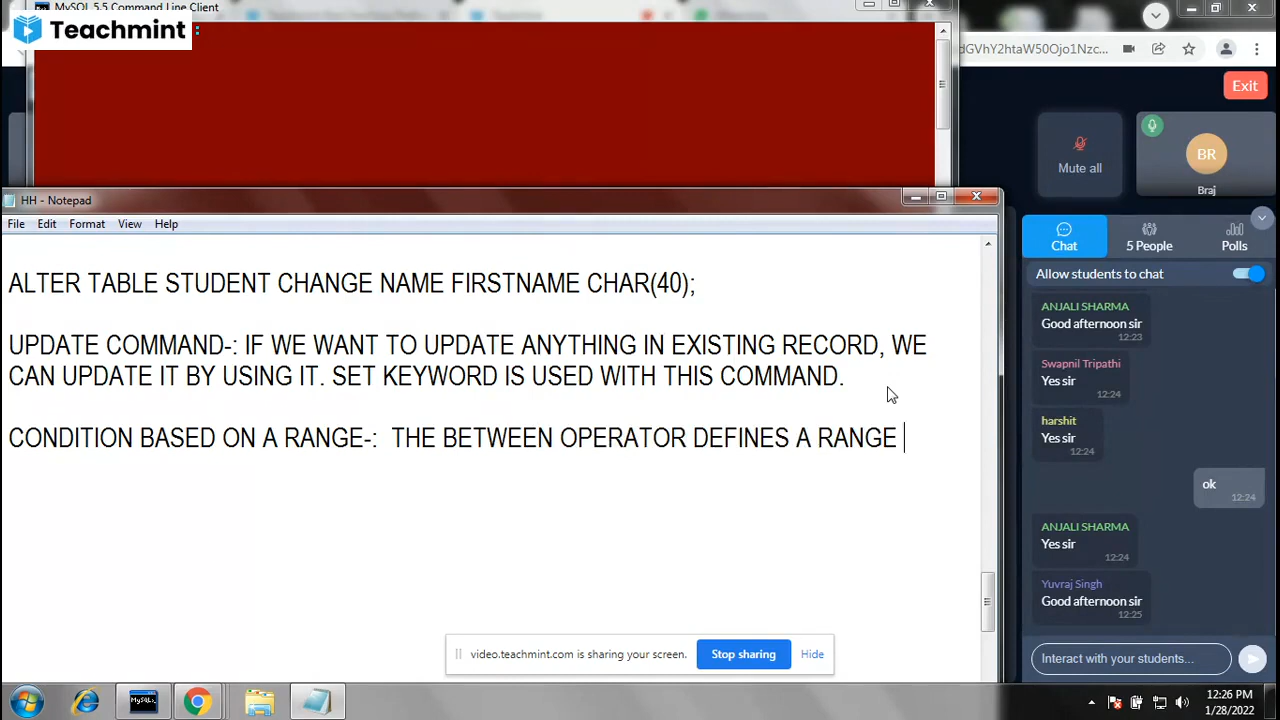 MySQL 5.5 Command Line Client
Teachmint
dGVhY2htaW50Ojo1Nzc...
Exit
Mute all
BR
Braj
HH - Notepad
File Edit Format View Help
ALTER TABLE STUDENT CHANGE NAME FIRSTNAME CHAR(40);
UPDATE COMMAND-: IF WE WANT TO UPDATE ANYTHING IN EXISTING RECORD, WE
CAN UPDATE IT BY USING IT. SET KEYWORD IS USED WITH THIS COMMAND.
CONDITION BASED ON A RANGE-: THE BETWEEN OPERATOR DEFINES A RANGE
Chat
5 People
Polls
Allow students to chat
ANJALI SHARMA
Good afternoon sir
12:23
Swapnil Tripathi
Yes sir
12:24
harshit
Yes sir
12:24
ok
12:24
ANJALI SHARMA
Yes sir
12:24
Yuvraj Singh
Good afternoon sir
12:25
Interact with your students...
video.teachmint.com is sharing your screen.
Stop sharing
Hide
12:26 PM
1/28/2022